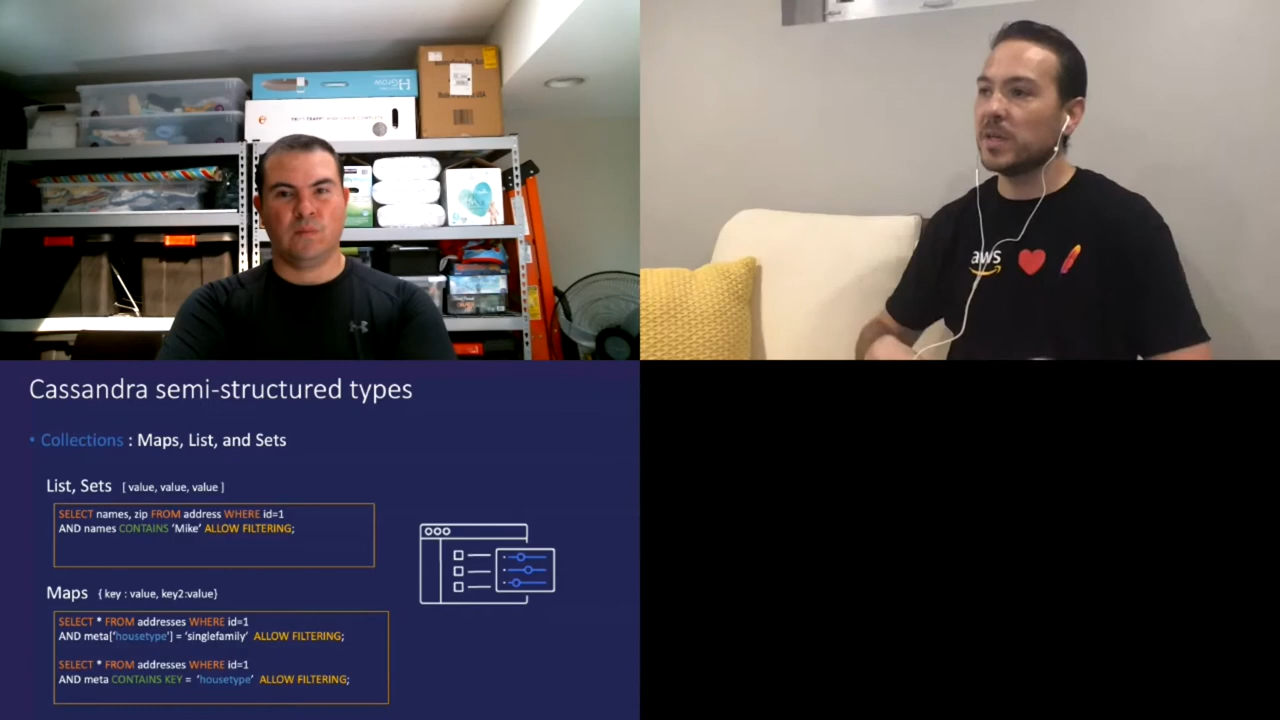 aws
Cassandra semi-structured types
• Collections : Maps, List, and Sets
List, Sets [ value, value, value ]
SELECT names, zip FROM address WHERE id=1
AND names CONTAINS ‘Mike’ ALLOW FILTERING;
Maps { key : value, key2:value}
SELECT * FROM addresses WHERE id=1
AND meta[‘housetype’] = ‘singlefamily’ ALLOW FILTERING;
SELECT * FROM addresses WHERE id=1
AND meta CONTAINS KEY = ‘housetype’ ALLOW FILTERING;